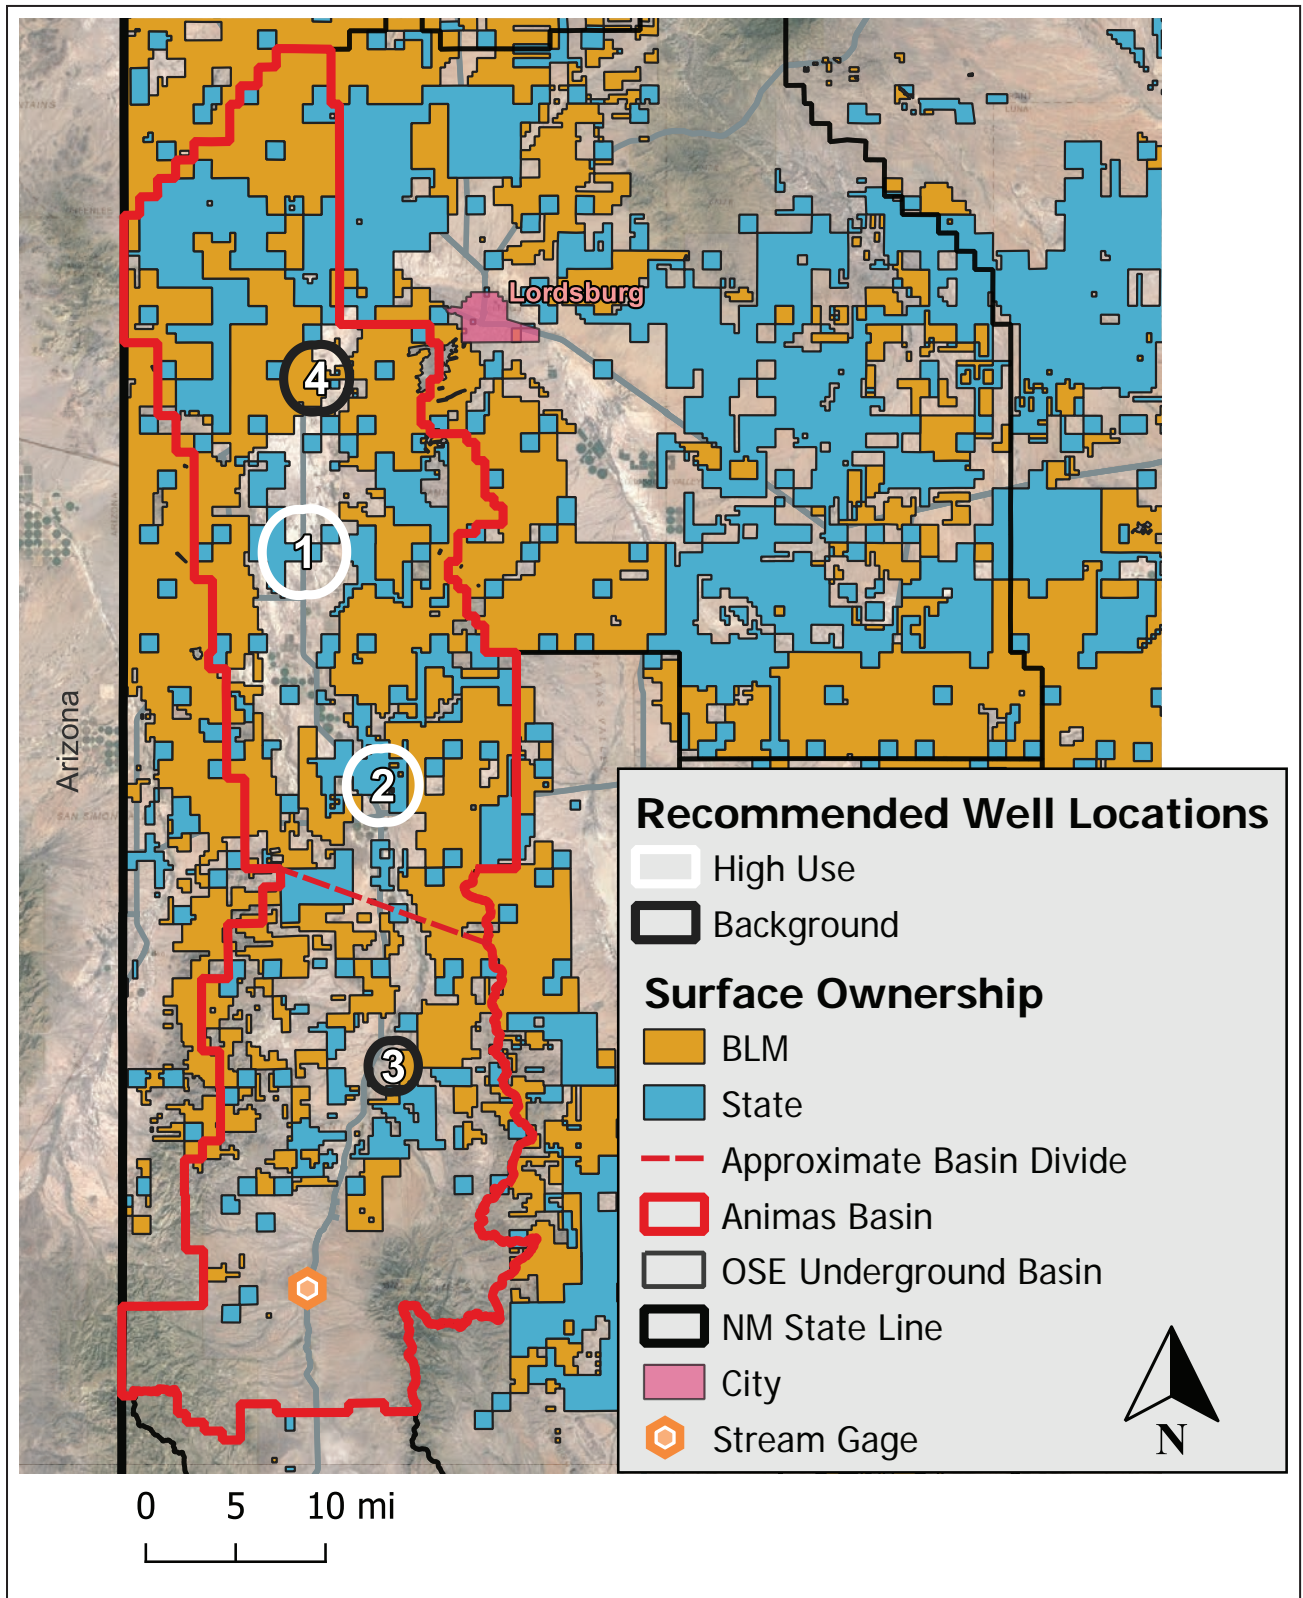 Lordsburg
4
1
2
3
Arizona
Recommended Well Locations
High Use
Background
Surface Ownership
BLM
State
Approximate Basin Divide
Animas Basin
OSE Underground Basin
NM State Line
City
Stream Gage
N
0 5 10 mi